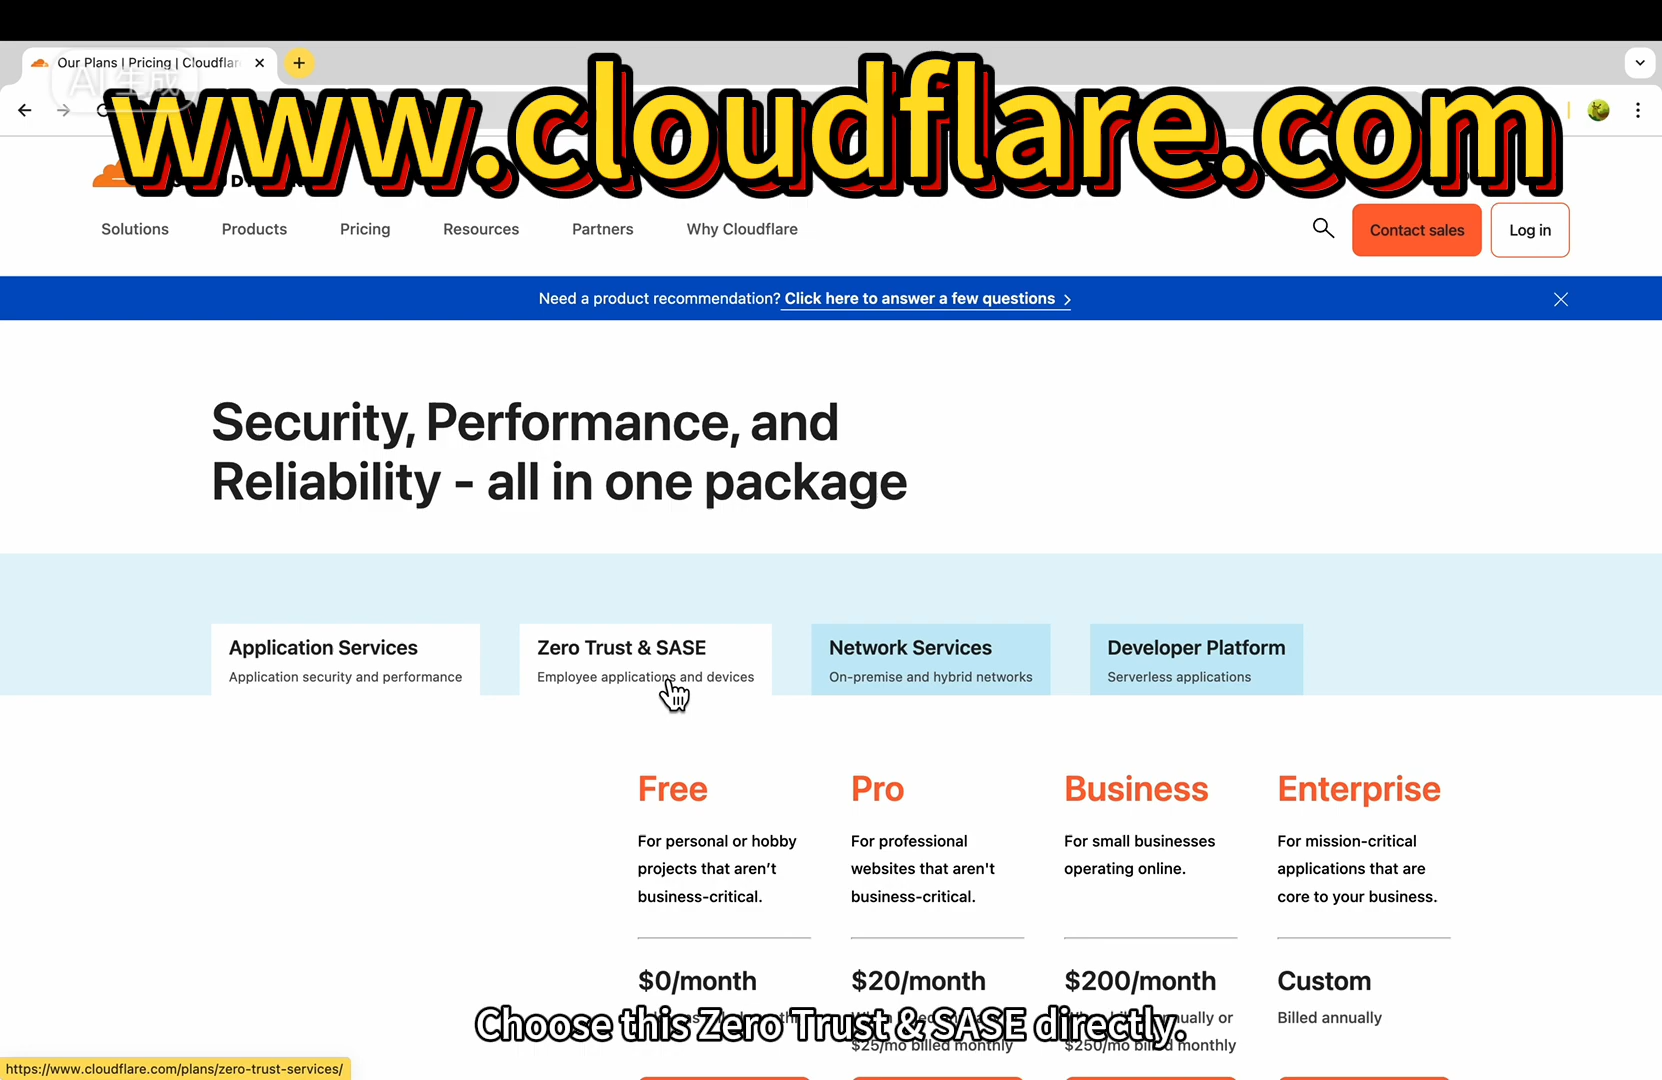 Our Plans | Pricing | Cloudflar
AI 生成
www.cloudflare.com
Solutions
Products
Pricing
Resources
Partners
Why Cloudflare
Contact sales
Log in
Need a product recommendation? Click here to answer a few questions >
Security, Performance, and
Reliability - all in one package
Application Services
Application security and performance
Zero Trust & SASE
Employee applications and devices
Network Services
On-premise and hybrid networks
Developer Platform
Serverless applications
Free
For personal or hobby
projects that aren’t
business-critical.
$0/month
Pro
For professional
websites that aren't
business-critical.
$20/month
$25/mo billed monthly
Business
For small businesses
operating online.
$200/month
annually or
$250/mo billed monthly
Enterprise
For mission-critical
applications that are
core to your business.
Custom
Billed annually
Choose this Zero Trust & SASE directly.
https://www.cloudflare.com/plans/zero-trust-services/